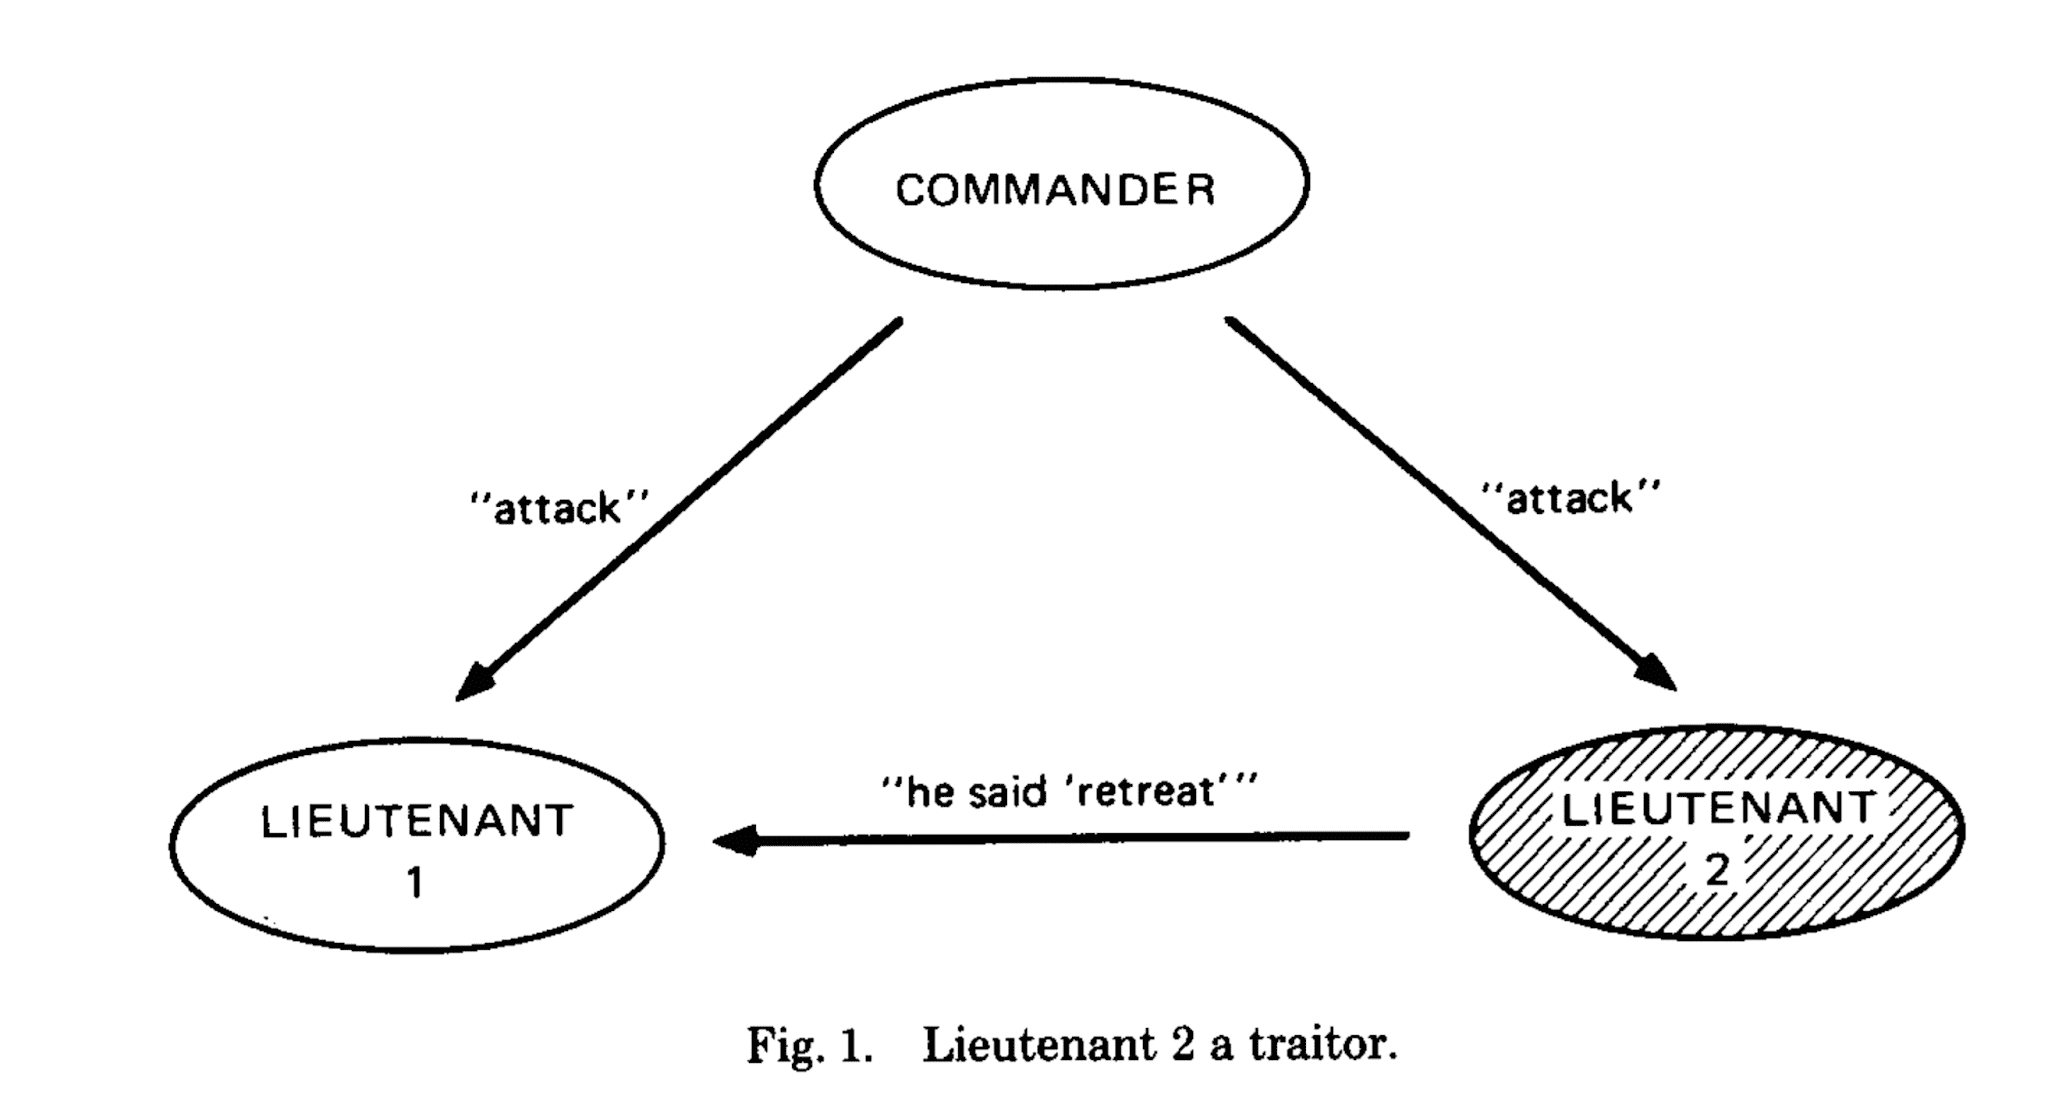 COMMANDER
"attack"
"attack"
"he said 'retreat'"
LIEUTENANT
1
LIEUTENANT
2
Fig. 1. Lieutenant 2 a traitor.